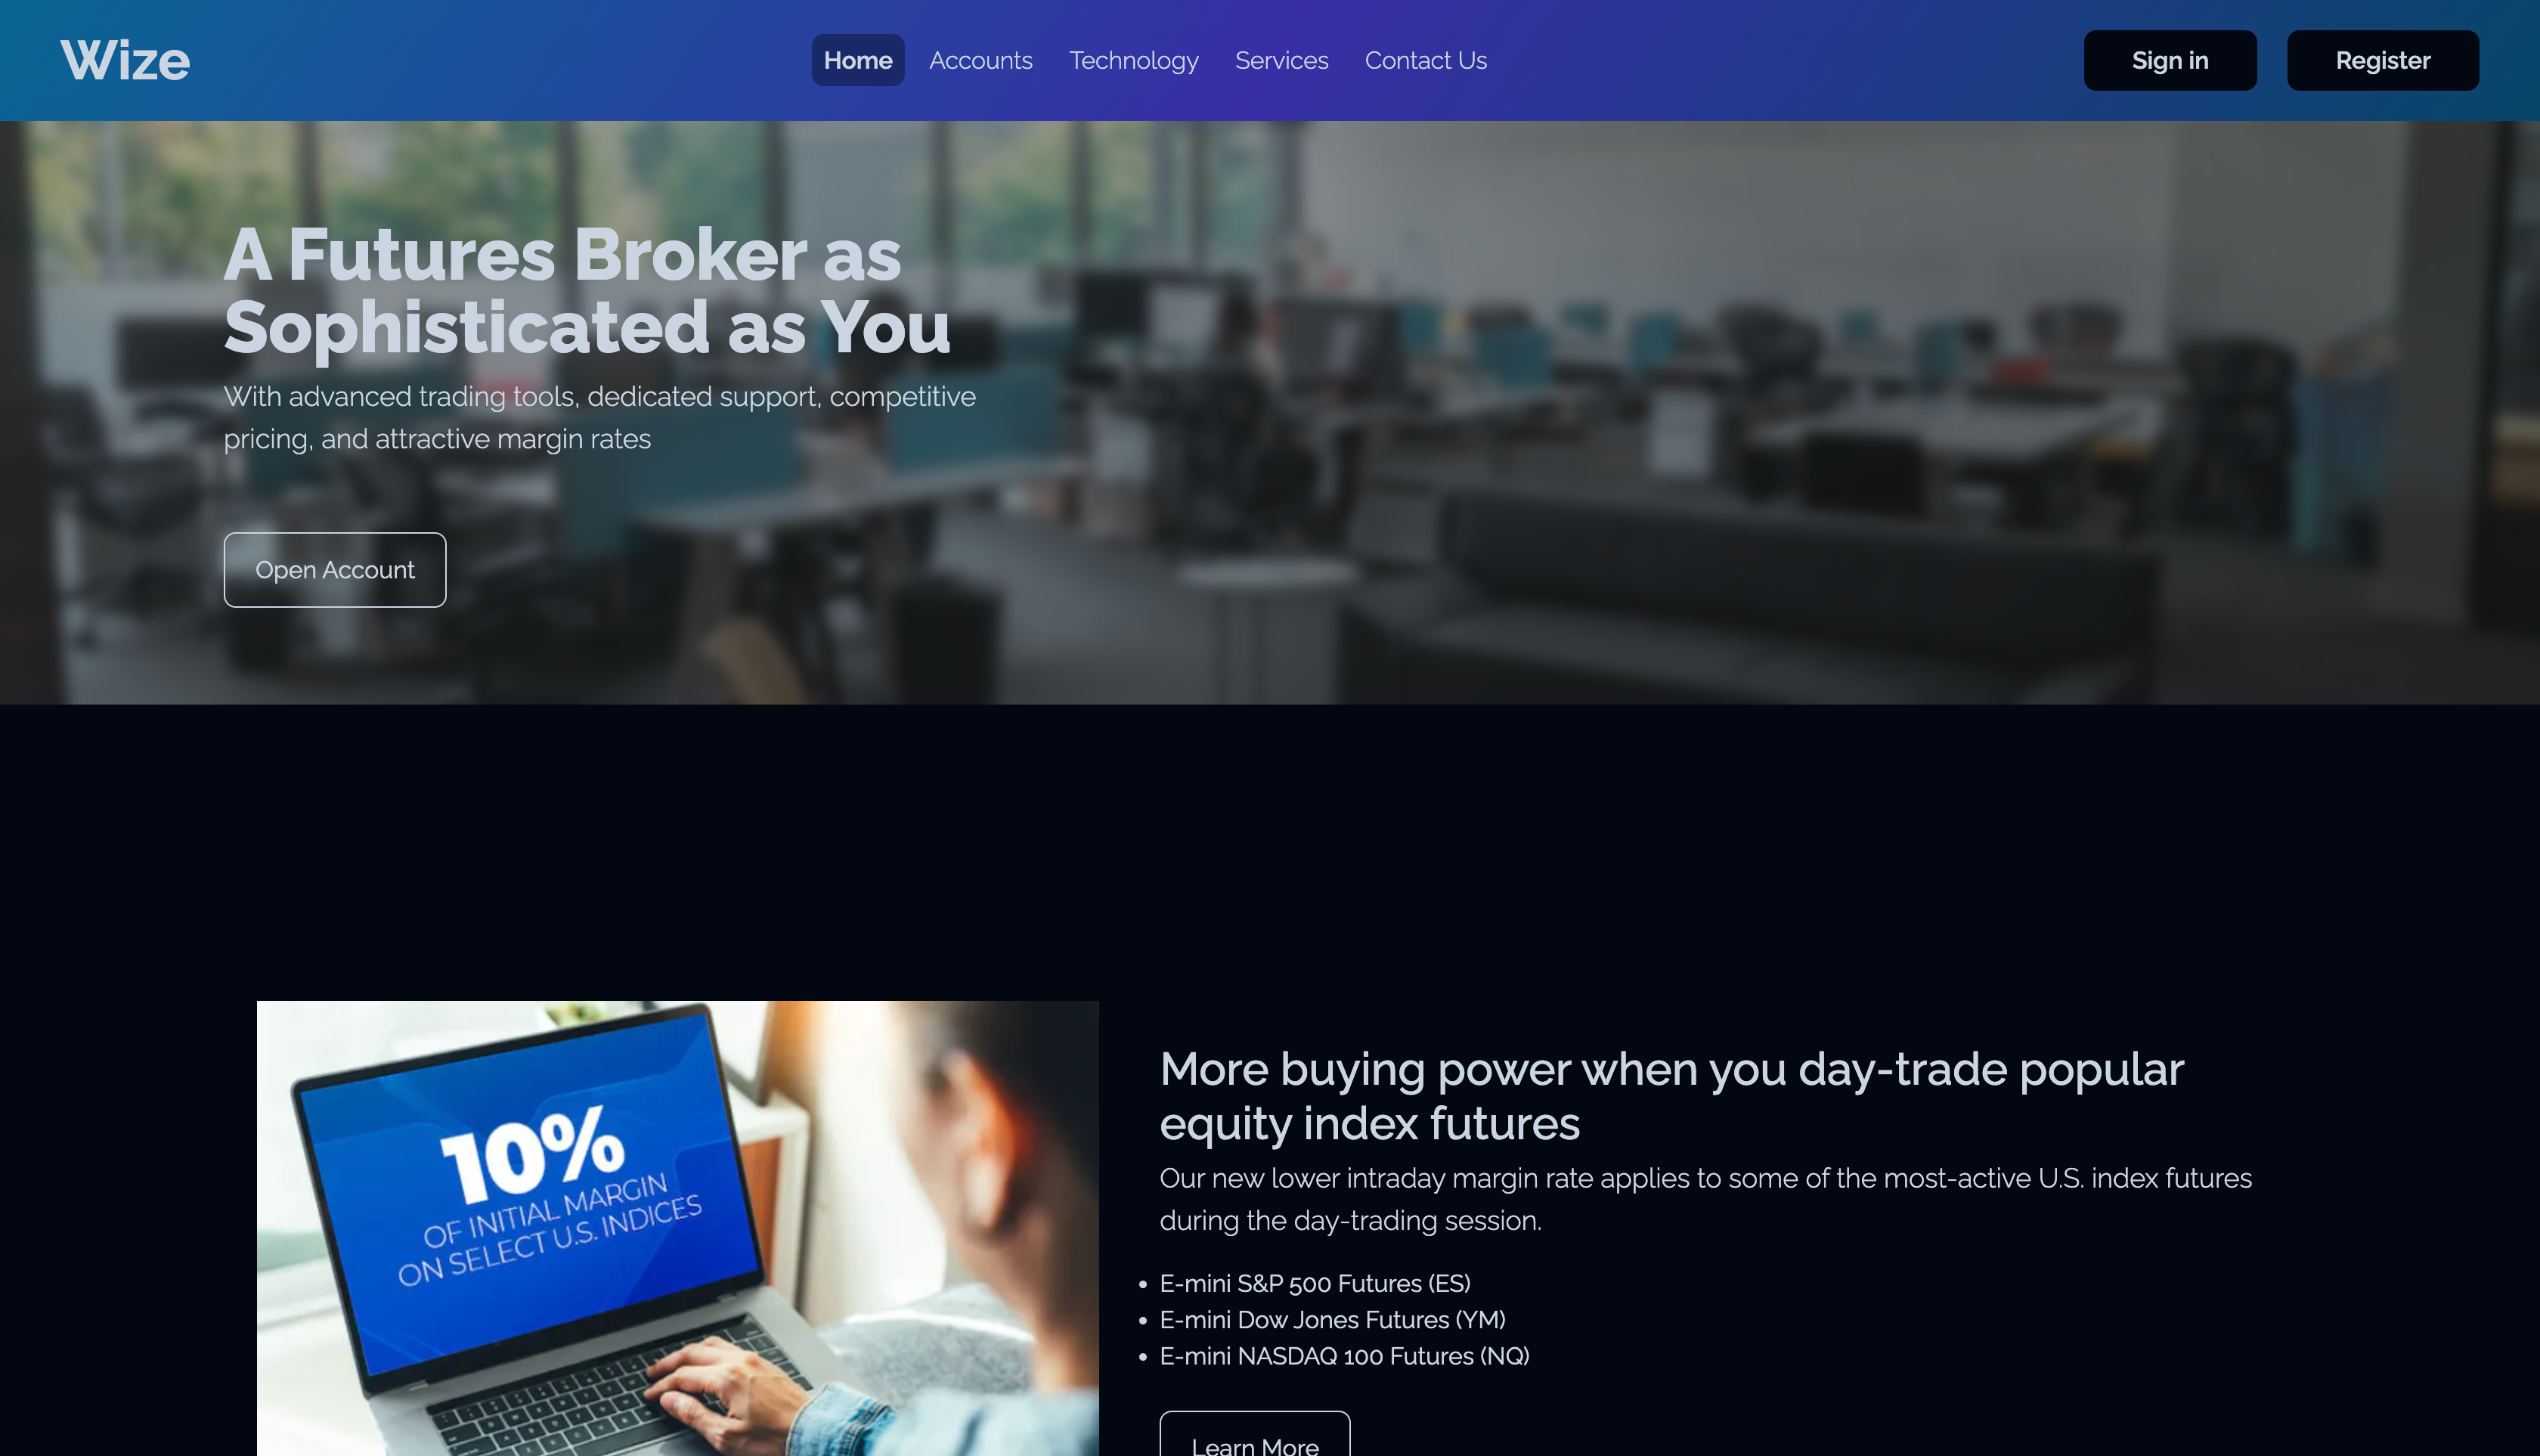 Wize
Home
Accounts
Technology
Services
Contact Us
Sign in
Register
A Futures Broker as
Sophisticated as You
With advanced trading tools, dedicated support, competitive
pricing, and attractive margin rates
Open Account
10%
OF INITIAL MARGIN
ON SELECT U.S. INDICES
More buying power when you day-trade popular
equity index futures
Our new lower intraday margin rate applies to some of the most-active U.S. index futures
during the day-trading session.
• E-mini S&P 500 Futures (ES)
• E-mini Dow Jones Futures (YM)
• E-mini NASDAQ 100 Futures (NQ)
Learn More